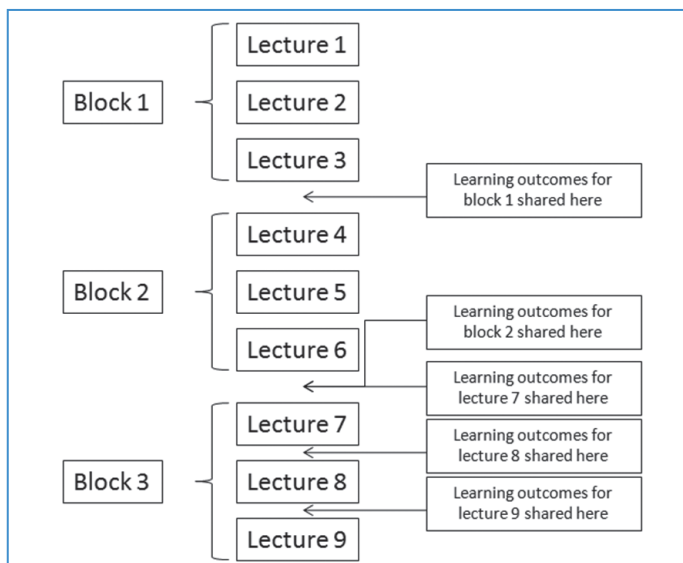 Lecture 1
Block 1
Lecture 2
Lecture 3
Learning outcomes for
block 1 shared here
Lecture 4
Block 2
Lecture 5
Learning outcomes for
block 2 shared here
Lecture 6
Learning outcomes for
lecture 7 shared here
Lecture 7
Learning outcomes for
lecture 8 shared here
Block 3
Lecture 8
Learning outcomes for
lecture 9 shared here
Lecture 9